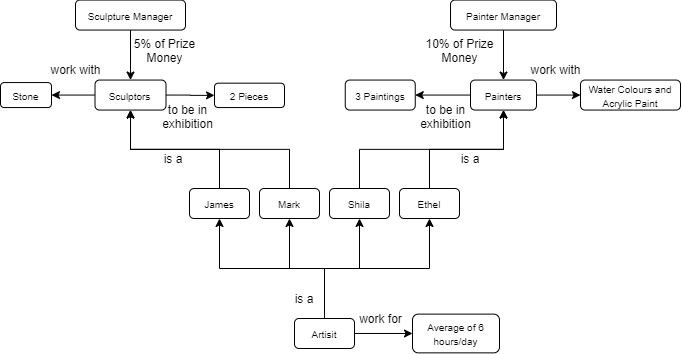 Sculpture Manager
Painter Manager
5% of Prize
Money
10% of Prize
Money
work with
work with
Stone
Sculptors
2 Pieces
3 Paintings
Painters
Water Colours and
Acrylic Paint
to be in
exhibition
to be in
exhibition
is a
is a
James
Mark
Shila
Ethel
is a
Artisit
work for
Average of 6
hours/day